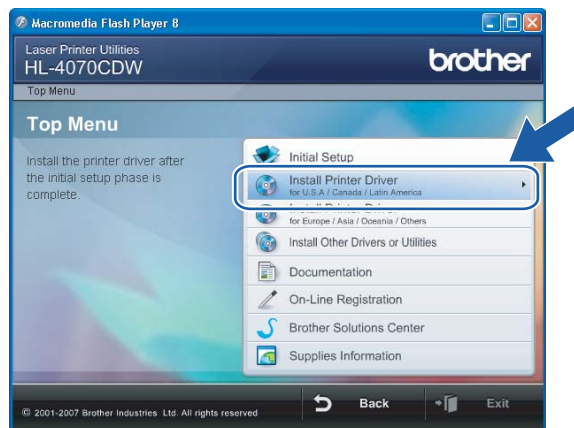 Macromedia Flash Player 8
Laser Printer Utilities
HL-4070CDW
brother
Top Menu
Top Menu
Install the printer driver after
the initial setup phase is
complete.
Initial Setup
Install Printer Driver
for U.S.A / Canada / Latin America
Install Printer Driver
for Europe / Asia / Oceania / Others
Install Other Drivers or Utilities
Documentation
On-Line Registration
Brother Solutions Center
Supplies Information
© 2001-2007 Brother Industries Ltd. All rights reserved
Back
Exit